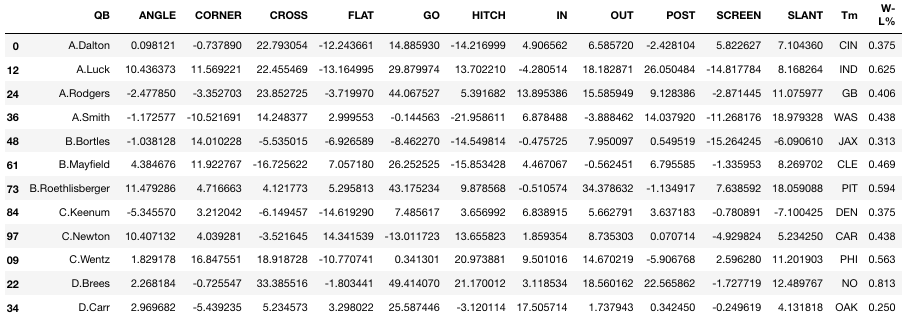 QB ANGLE CORNER CROSS FLAT GO HITCH IN OUT POST SCREEN SLANT Tm W-L%
0 A.Dalton 0.098121 -0.737890 22.793054 -12.243661 14.885930 -14.216999 4.906562 6.585720 -2.428104 5.822627 7.104360 CIN 0.375
12 A.Luck 10.436373 11.569221 22.455469 -13.164995 29.879974 13.702210 -4.280514 18.182871 26.050484 -14.817784 8.168264 IND 0.625
24 A.Rodgers -2.477850 -3.352703 23.852725 -3.719970 44.067527 5.391682 13.895386 15.585949 9.128386 -2.871445 11.075977 GB 0.406
36 A.Smith -1.172577 -10.521691 14.248377 2.999553 -0.144563 -21.958611 6.878488 -3.888462 14.037920 -11.268176 18.979328 WAS 0.438
48 B.Bortles -1.038128 14.010228 -5.535015 -6.926589 -8.462270 -14.549814 -0.475725 7.950097 0.549519 -15.264245 -6.090610 JAX 0.313
61 B.Mayfield 4.384676 11.922767 -16.725622 7.057180 26.252525 -15.853428 4.467067 -0.562451 6.795585 -1.335953 8.269702 CLE 0.469
73 B.Roethlisberger 11.479286 4.716663 4.121773 5.295813 43.175234 9.878568 -0.510574 34.378632 -1.134917 7.638592 18.059088 PIT 0.594
84 C.Keenum -5.345570 3.212042 -6.149457 -14.619290 7.485617 3.656992 6.838915 5.662791 3.637183 -0.780891 -7.100425 DEN 0.375
97 C.Newton 10.407132 4.039281 -3.521645 14.341539 -13.011723 13.655823 1.859354 8.735303 0.070714 -4.929824 5.234250 CAR 0.438
09 C.Wentz 1.829178 16.847551 18.918728 -10.770741 0.341301 20.973881 9.501016 14.670219 -5.906768 2.596280 11.201903 PHI 0.563
22 D.Brees 2.268184 -0.725547 33.385516 -1.803441 49.414070 21.170012 3.118534 18.560162 22.565862 -1.727719 12.489767 NO 0.813
34 D.Carr 2.969682 -5.439235 5.234573 3.298022 25.587446 -3.120114 17.505714 1.737943 0.342450 -0.249619 4.131818 OAK 0.250